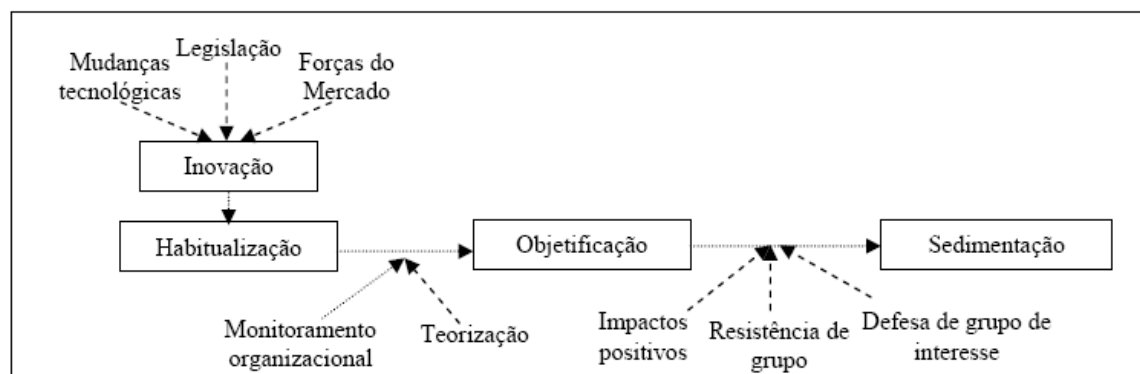 Legislação
Mudanças
tecnológicas
Forças do
Mercado
Inovação
Habitualização
Objetificação
Sedimentação
Monitoramento
organizacional
Teorização
Impactos
positivos
Resistência de
grupo
Defesa de grupo de
interesse